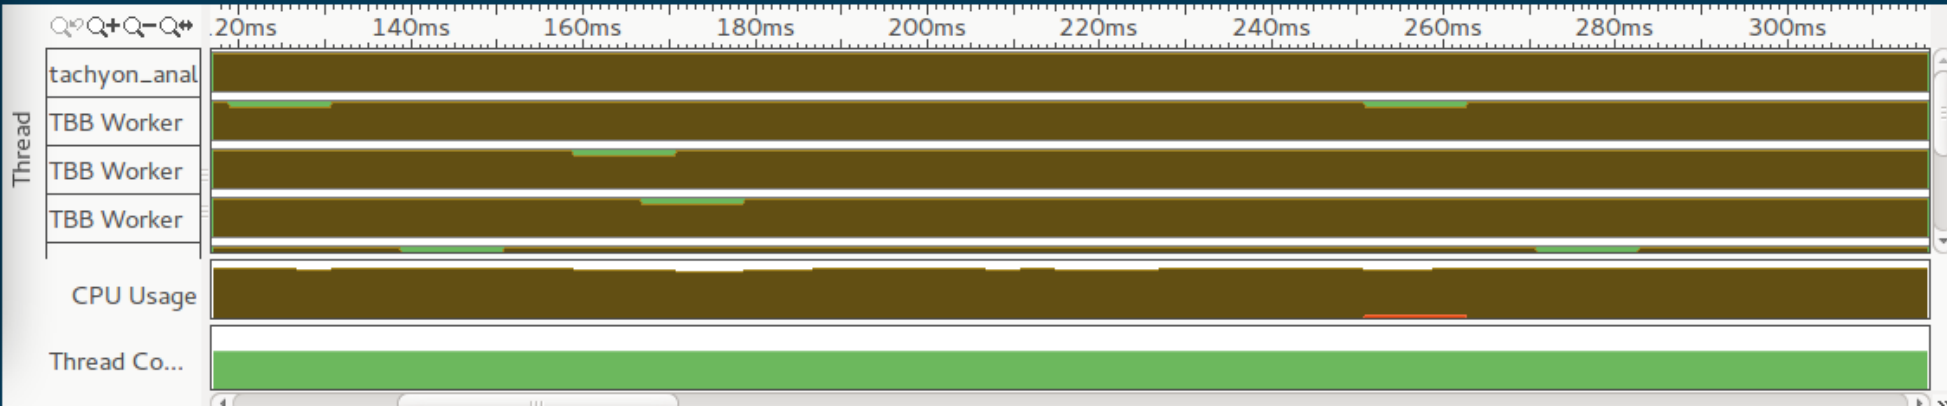 .20ms 140ms 160ms 180ms 200ms 220ms 240ms 260ms 280ms 300ms
Thread
tachyon_anal
TBB Worker
TBB Worker
TBB Worker
CPU Usage
Thread Co...